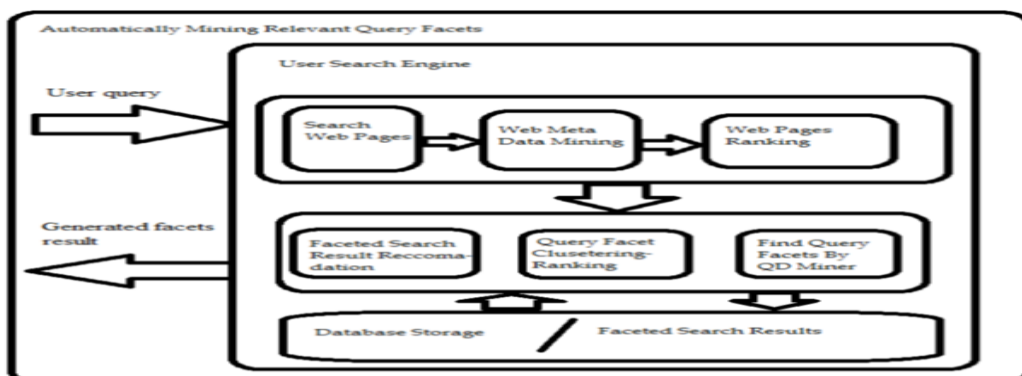 Automatically Mining Relevant Query Facets
User Search Engine
User query
Search
Web Pages
Web Meta
Data Mining
Web Pages
Ranking
Generated facets
result
Faceted Search
Result Reccoma-
dation
Query Facet
Clusetering-
Ranking
Find Query
Facets By
QD Miner
Database Storage / Faceted Search Results